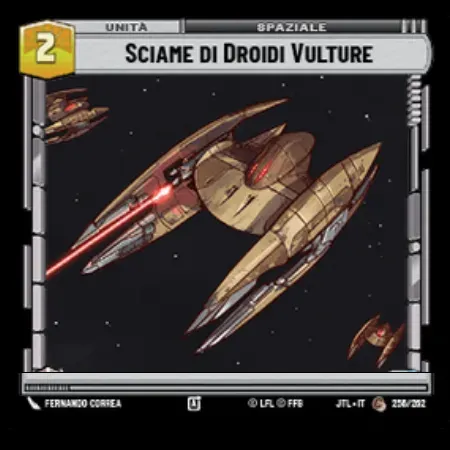 UNITÀ SPAZIALE
2
SCIAME DI DROIDI VULTURE
FERNANDO CORREA A © LFL © FFG JTL • IT 256/262